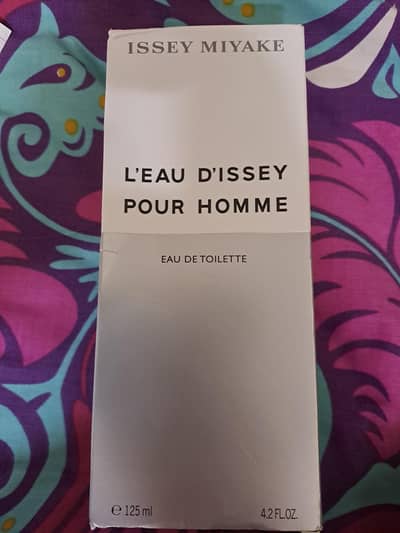 ISSEY MIYAKE
L'EAU D'ISSEY
POUR HOMME
EAU DE TOILETTE
℮ 125 ml 4.2 FL.OZ.